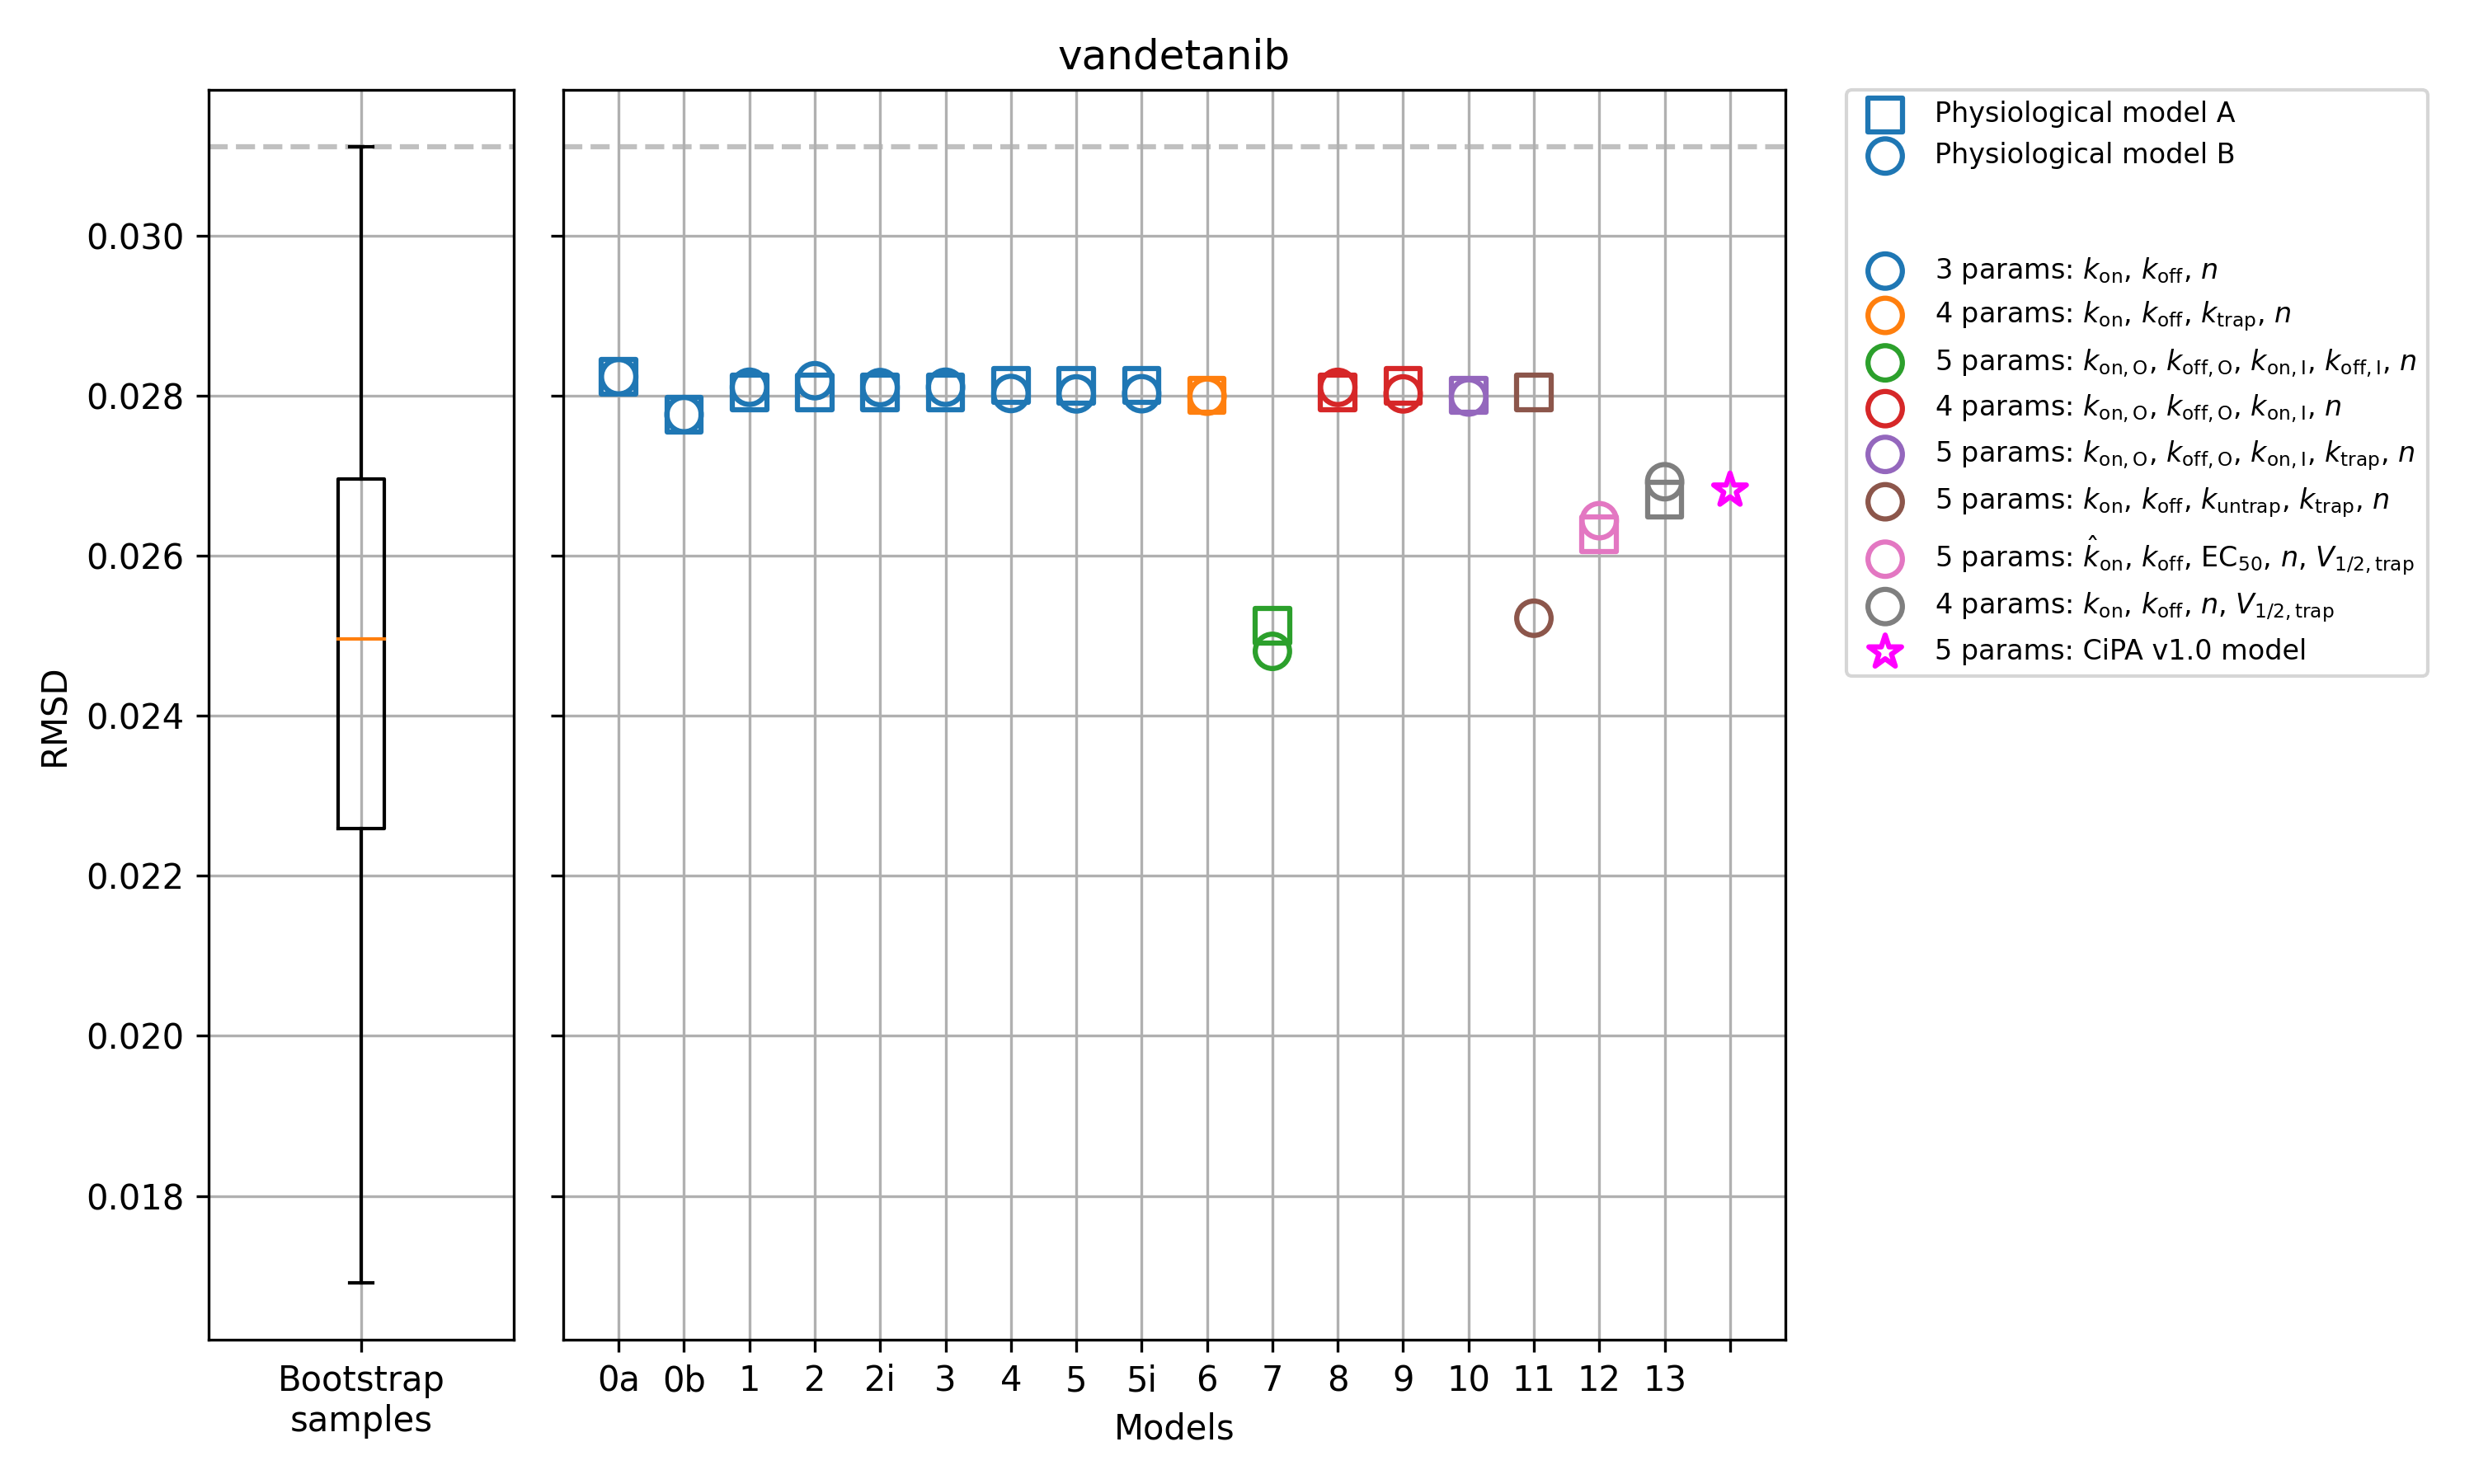 vandetanib
RMSD
0.030
0.028
0.026
0.024
0.022
0.020
0.018
Bootstrap
samples
0a 0b 1 2 2i 3 4 5 5i 6 7 8 9 10 11 12 13
Models
Physiological model A
Physiological model B
3 params: k_on, k_off, n
4 params: k_on, k_off, k_trap, n
5 params: k_on,O, k_off,O, k_on,I, k_off,I, n
4 params: k_on,O, k_off,O, k_on,I, n
5 params: k_on,O, k_off,O, k_on,I, k_trap, n
5 params: k_on, k_off, k_untrap, k_trap, n
5 params: k̂_on, k_off, EC_50, n, V_1/2,trap
4 params: k_on, k_off, n, V_1/2,trap
5 params: CiPA v1.0 model